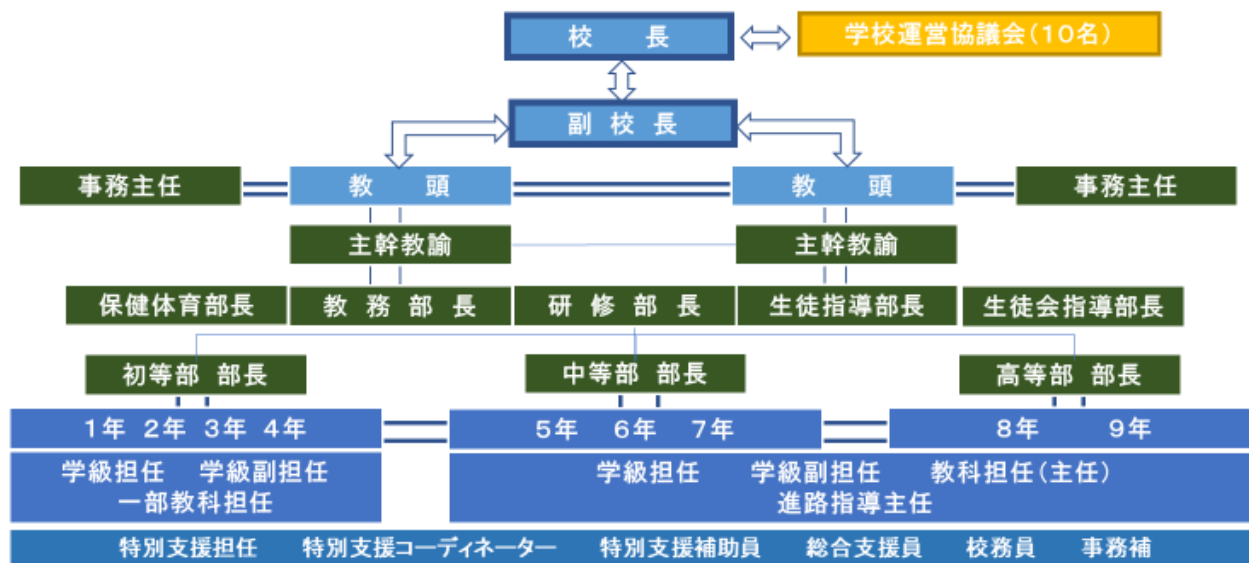 校　長　学校運営協議会(10名)
副 校 長
事務主任　教　頭　教　頭　事務主任
主幹教諭　主幹教諭
保健体育部長　教 務 部 長　研 修 部 長　生徒指導部長　生徒会指導部長
初等部 部長　中等部 部長　高等部 部長
1年 2年 3年 4年　5年　6年　7年　8年　9年
学級担任　学級副担任　学級担任　学級副担任　教科担任(主任)
一部教科担任　進路指導主任
特別支援担任　特別支援コーディネーター　特別支援補助員　総合支援員　校務員　事務補